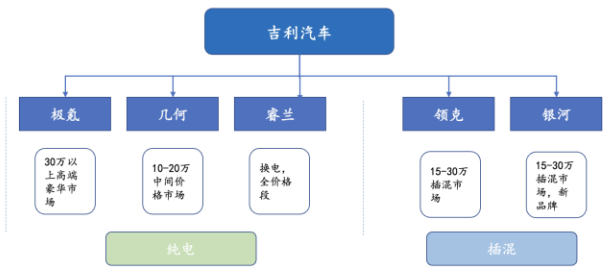 吉利汽车
极氪
几何
睿兰
领克
银河
30万以
上高端
豪华市
场
10-20万
中间价
格市场
换电，
全价格
段
15-30万
插混市
场
15-30万
插混市
场，新
品牌
纯电
插混